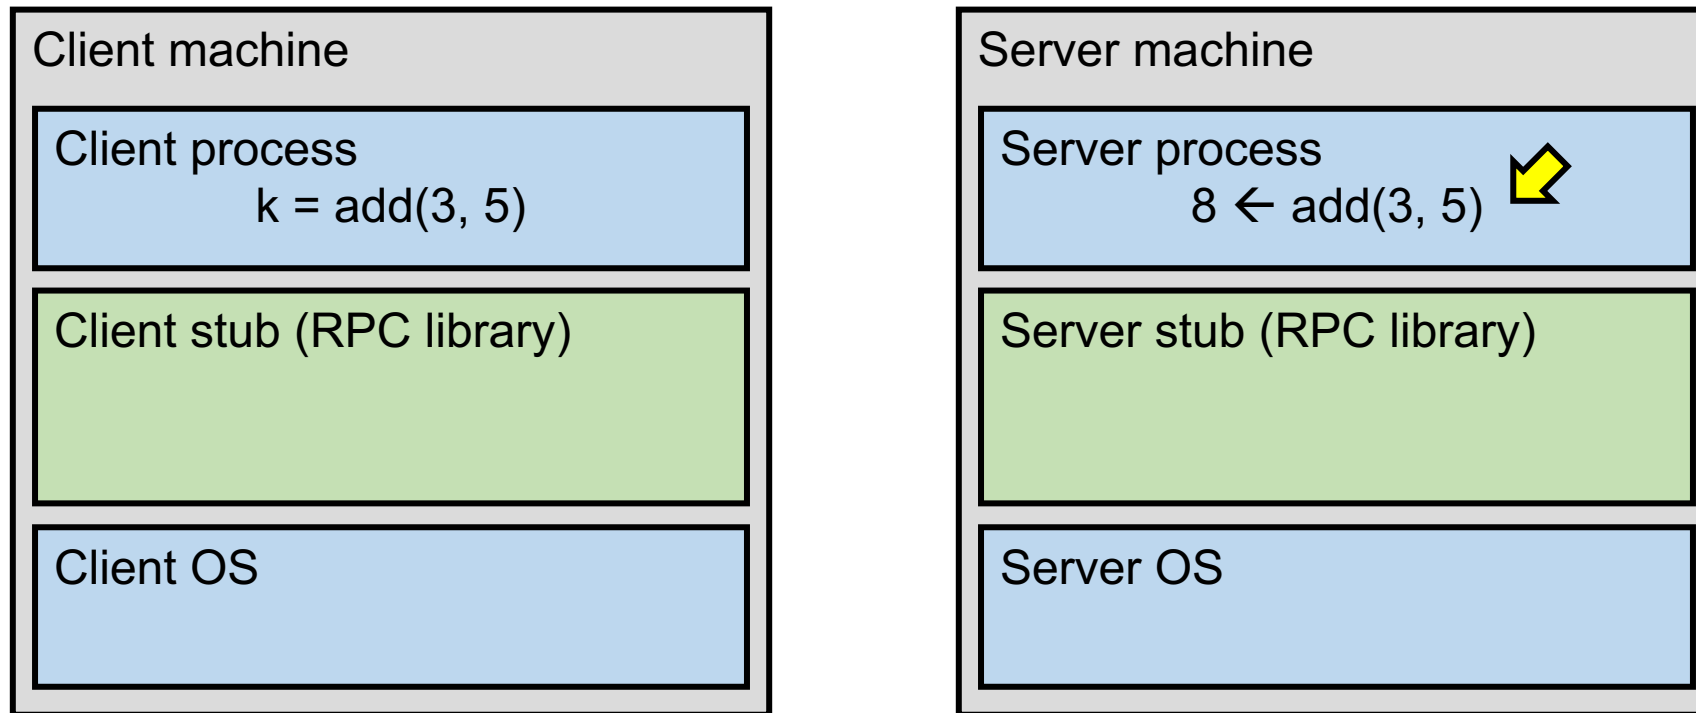 Client machine
Client process
k = add(3, 5)
Client stub (RPC library)
Client OS
Server machine
Server process
8 ← add(3, 5)
Server stub (RPC library)
Server OS